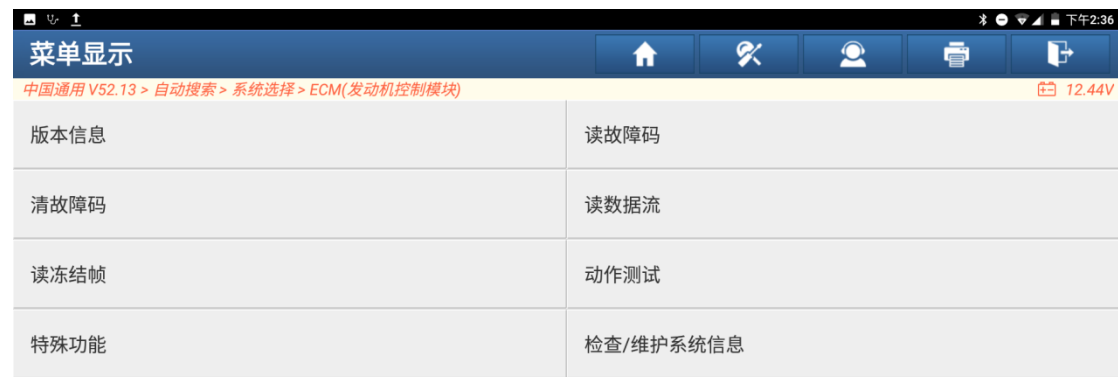 下午2:36
菜单显示
中国通用 V52.13 > 自动搜索 > 系统选择 > ECM(发动机控制模块)
12.44V
版本信息
读故障码
清故障码
读数据流
读冻结帧
动作测试
特殊功能
检查/维护系统信息